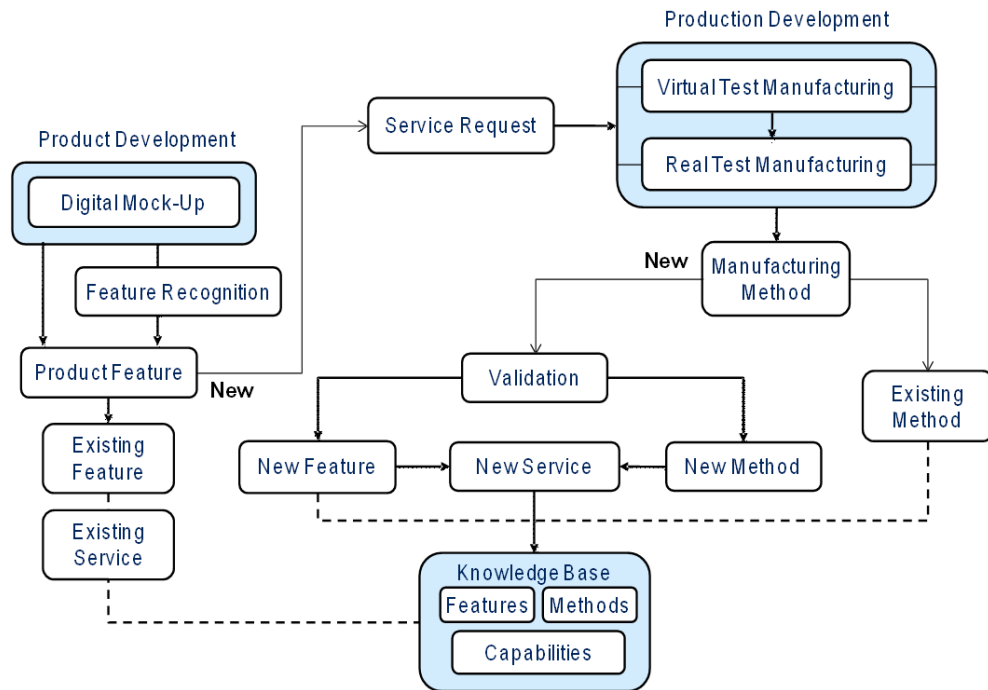 Production Development
Virtual Test Manufacturing
Service Request
Product Development
Real Test Manufacturing
Digital Mock-Up
New
Manufacturing
Method
Feature Recognition
Product Feature
New
Validation
Existing
Method
Existing
Feature
New Feature
New Service
New Method
Existing
Service
Knowledge Base
Features
Methods
Capabilities